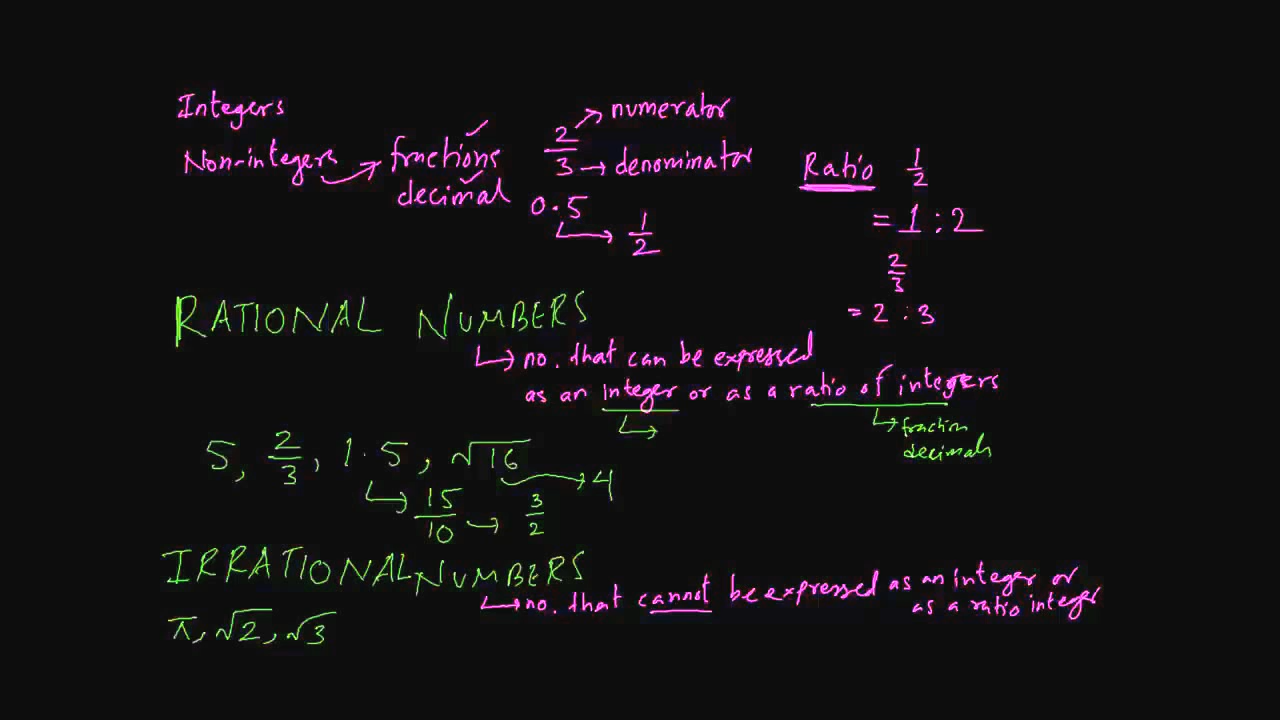 Integers
Non-integers → fractions ✓
decimal ✓
2/3 → numerator
→ denominator
0.5
→ 1/2
Ratio 1/2
= 1 : 2
2/3
= 2 : 3
RATIONAL NUMBERS
→ no. that can be expressed
as an integer or as a ratio of integers
→ fraction
decimals
5, 2/3, 1.5, √16 → 4
→ 15/10 → 3/2
IRRATIONAL NUMBERS
→ no. that cannot be expressed as an integer or
as a ratio integer
π, √2, √3